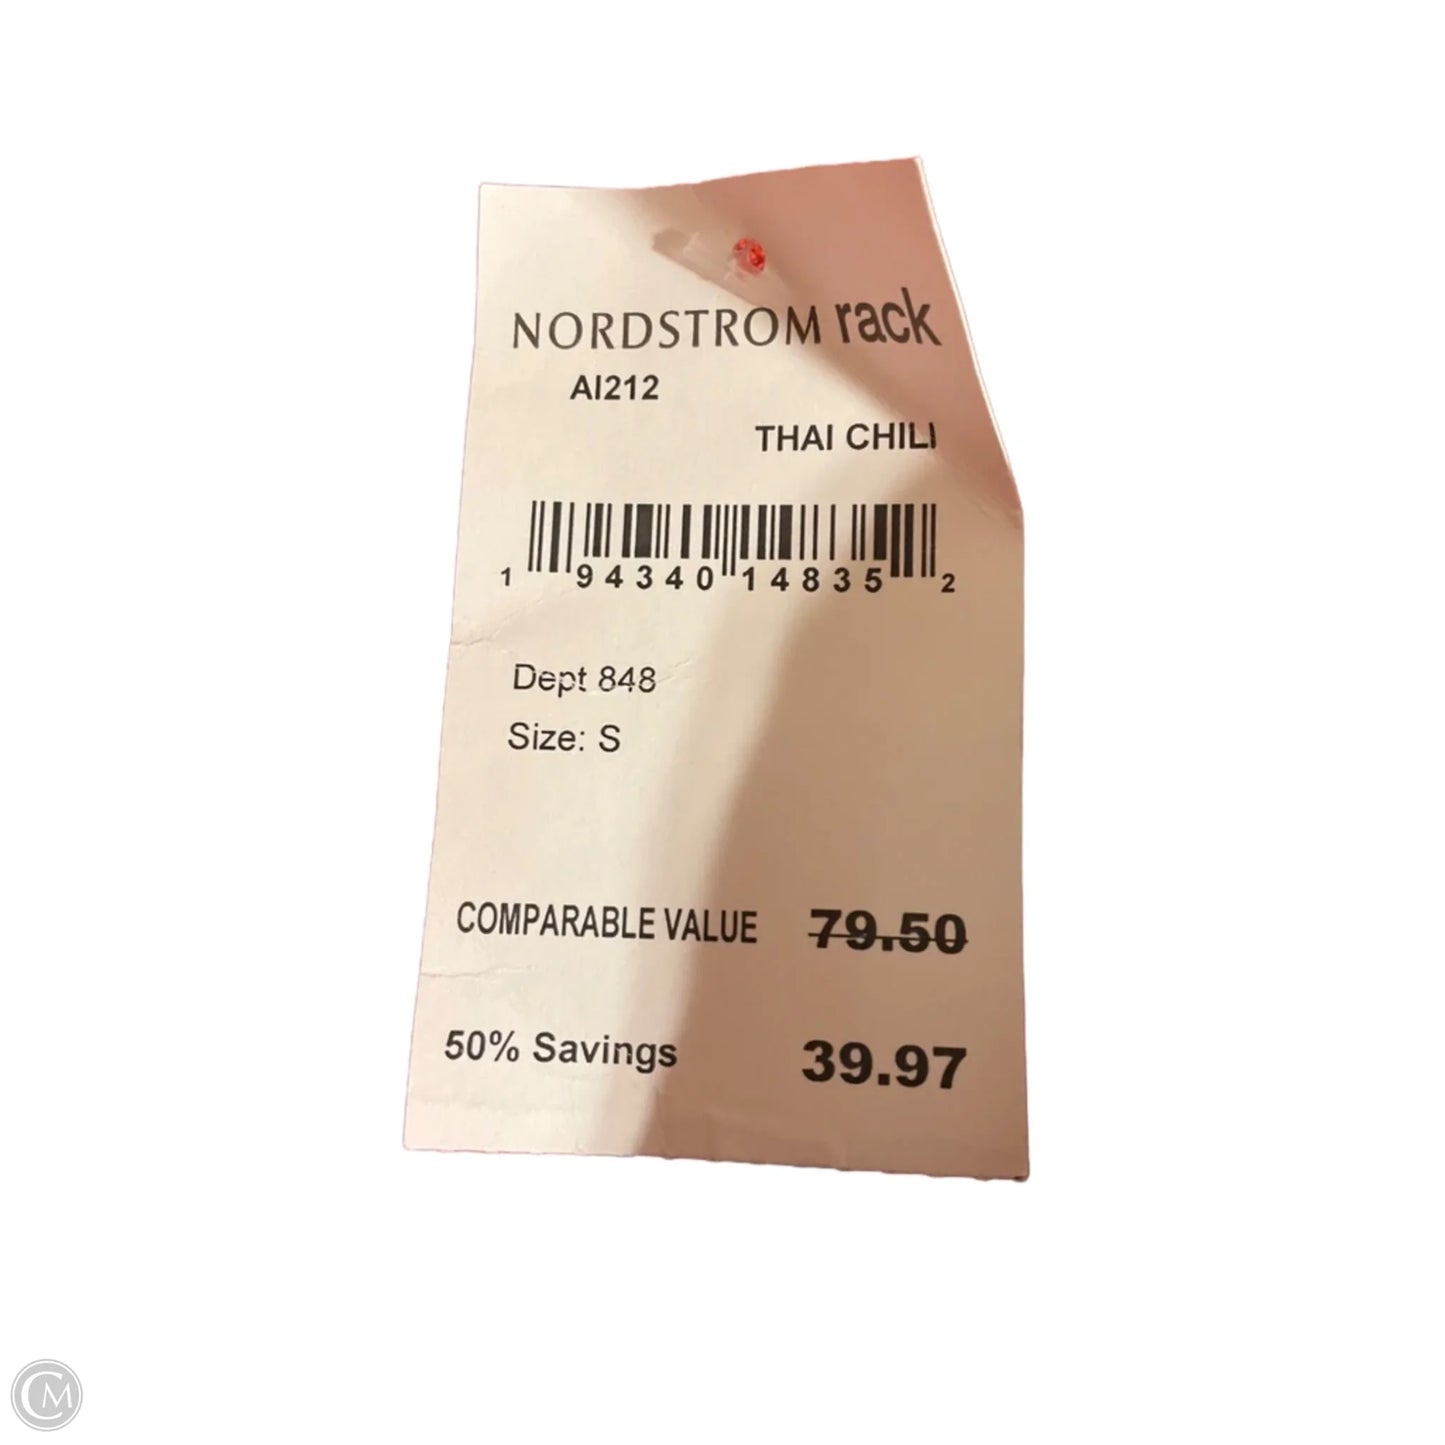 NORDSTROM rack
AI212
THAI CHILI
1 94340 14835 2
Dept 848
Size: S
COMPARABLE VALUE 79.50
50% Savings 39.97
CM